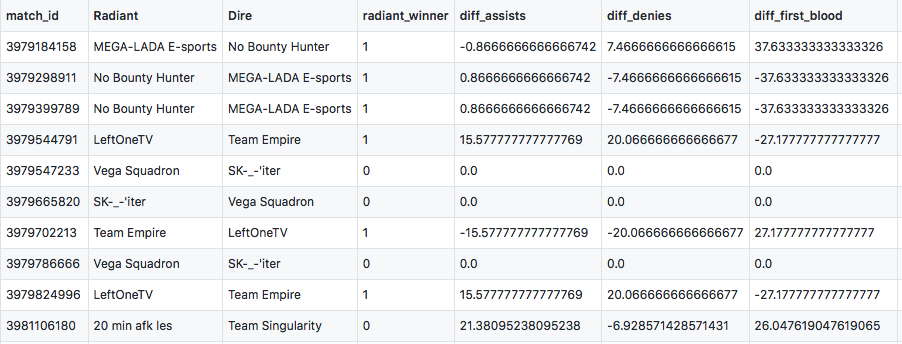 match_id Radiant Dire radiant_winner diff_assists diff_denies diff_first_blood
3979184158 MEGA-LADA E-sports No Bounty Hunter 1 -0.8666666666666742 7.4666666666666615 37.633333333333326
3979298911 No Bounty Hunter MEGA-LADA E-sports 1 0.8666666666666742 -7.4666666666666615 -37.633333333333326
3979399789 No Bounty Hunter MEGA-LADA E-sports 1 0.8666666666666742 -7.4666666666666615 -37.633333333333326
3979544791 LeftOneTV Team Empire 1 15.577777777777769 20.066666666666677 -27.177777777777777
3979547233 Vega Squadron SK-_-'iter 0 0.0 0.0 0.0
3979665820 SK-_-'iter Vega Squadron 0 0.0 0.0 0.0
3979702213 Team Empire LeftOneTV 1 -15.577777777777769 -20.066666666666677 27.177777777777777
3979786666 Vega Squadron SK-_-'iter 0 0.0 0.0 0.0
3979824996 LeftOneTV Team Empire 1 15.577777777777769 20.066666666666677 -27.177777777777777
3981106180 20 min afk les Team Singularity 0 21.38095238095238 -6.928571428571431 26.047619047619065